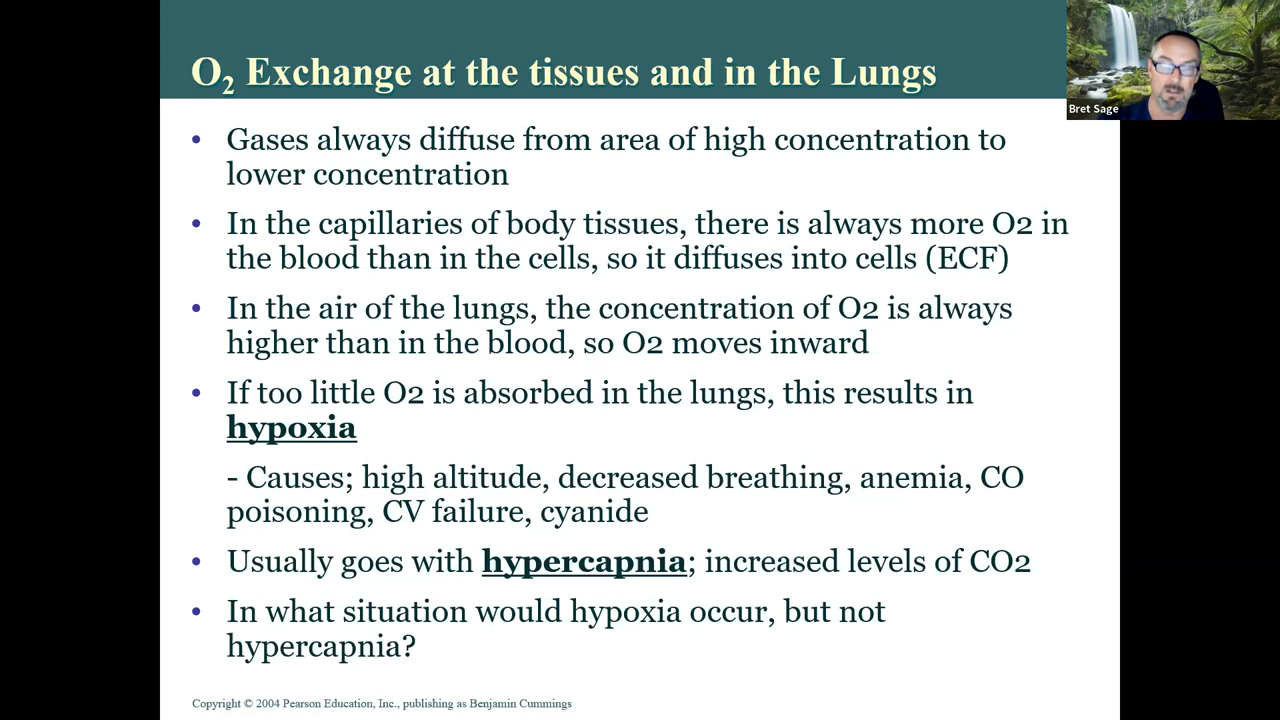 O₂ Exchange at the tissues and in the Lungs
Bret Sage
• Gases always diffuse from area of high concentration to
lower concentration
• In the capillaries of body tissues, there is always more O2 in
the blood than in the cells, so it diffuses into cells (ECF)
• In the air of the lungs, the concentration of O2 is always
higher than in the blood, so O2 moves inward
• If too little O2 is absorbed in the lungs, this results in
hypoxia
- Causes; high altitude, decreased breathing, anemia, CO
poisoning, CV failure, cyanide
• Usually goes with hypercapnia; increased levels of CO2
• In what situation would hypoxia occur, but not
hypercapnia?
Copyright © 2004 Pearson Education, Inc., publishing as Benjamin Cummings